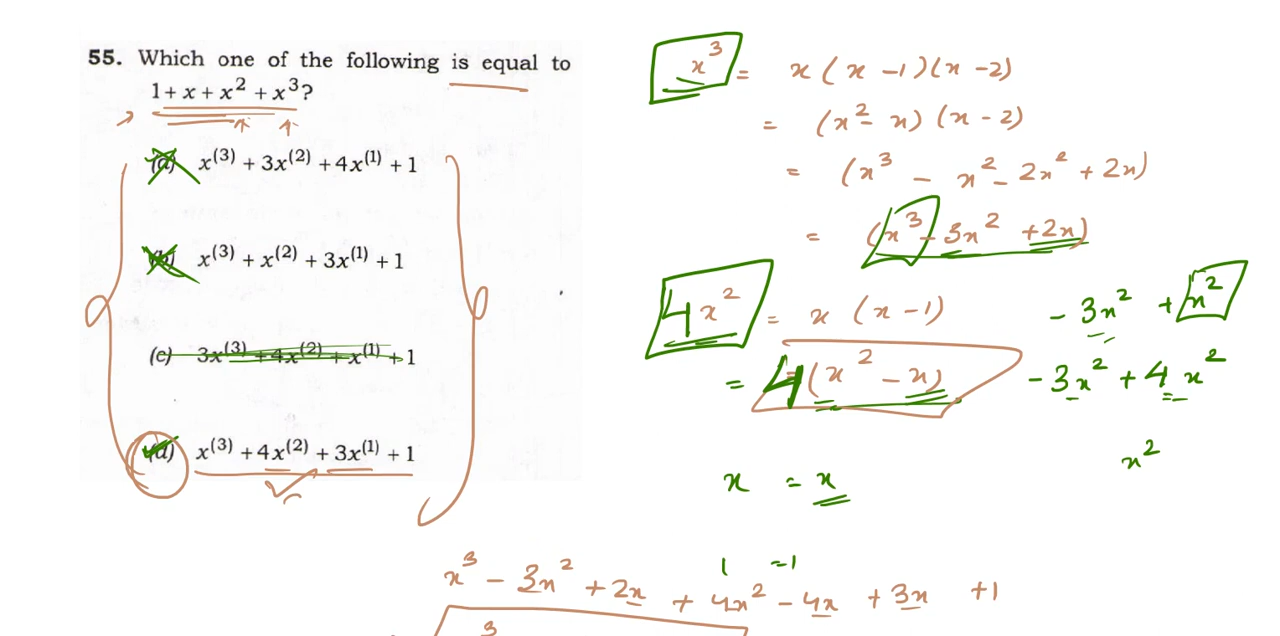 55. Which one of the following is equal to
1 + x + x² + x³?
(a) x⁽³⁾ + 3x⁽²⁾ + 4x⁽¹⁾ + 1
(b) x⁽³⁾ + x⁽²⁾ + 3x⁽¹⁾ + 1
(c) 3x⁽³⁾ + 4x⁽²⁾ + x⁽¹⁾ + 1
(d) x⁽³⁾ + 4x⁽²⁾ + 3x⁽¹⁾ + 1
x³ = x(x - 1)(x - 2)
= (x² - x)(x - 2)
= (x³ - x² - 2x² + 2x)
= (x³ - 3x² + 2x)
4x² = x(x - 1)
= 4(x² - x)
- 3x² + x²
- 3x² + 4x²
x²
x = x
1 = 1
x³ - 3x² + 2x + 4x² - 4x + 3x + 1
3